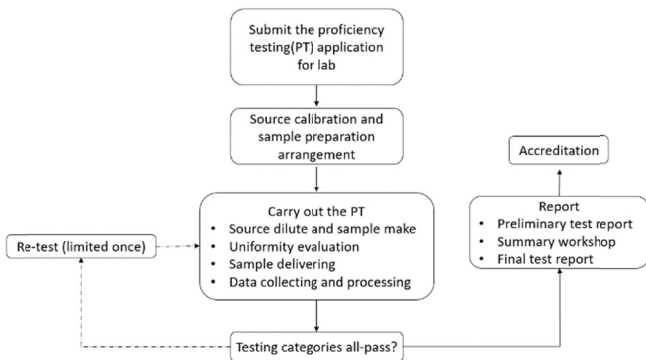 Submit the proficiency
testing(PT) application
for lab
Source calibration and
sample preparation
arrangement
Carry out the PT
• Source dilute and sample make
• Uniformity evaluation
• Sample delivering
• Data collecting and processing
Re-test (limited once)
Testing categories all-pass?
Accreditation
Report
• Preliminary test report
• Summary workshop
• Final test report